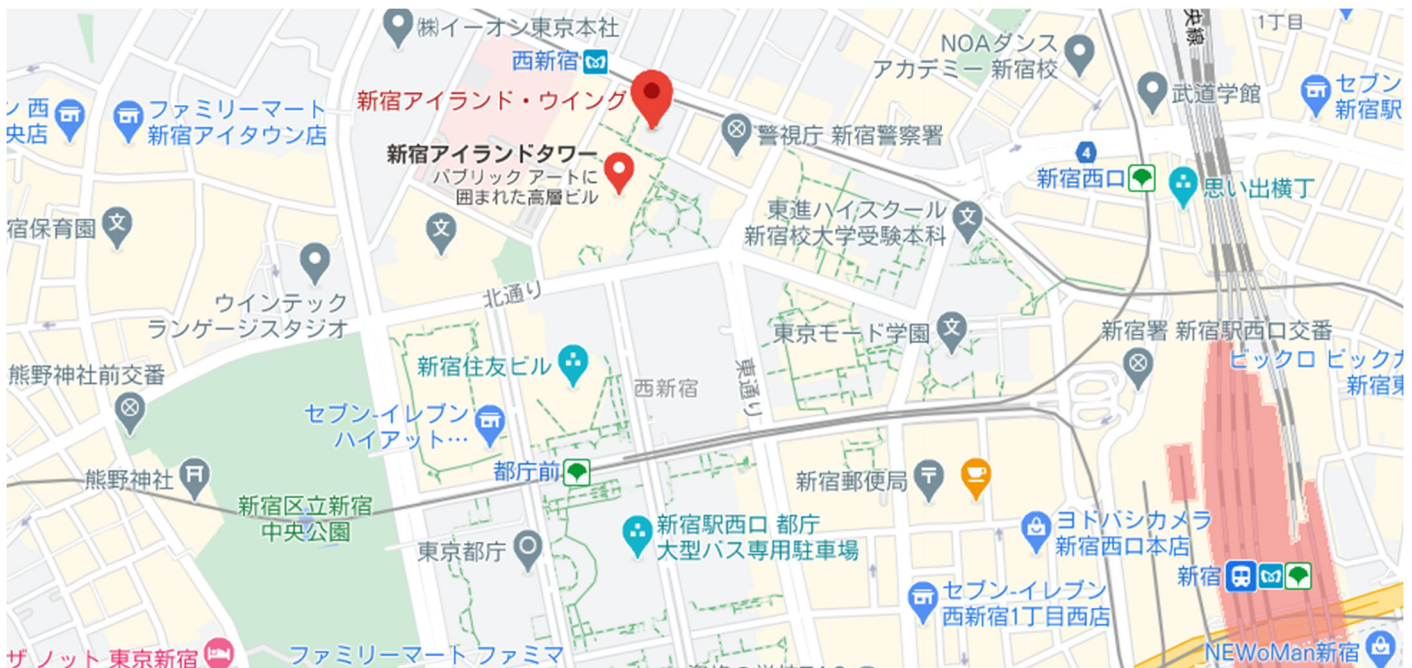 ㈱イーオン東京本社
西新宿
新宿アイランド・ウイング
新宿アイランドタワー
パブリック アートに
囲まれた高層ビル
警視庁 新宿警察署
NOAダンス
アカデミー 新宿校
央線
1丁目
武道学館
セブン
新宿駅
ン 西
央店
ファミリーマート
新宿アイタウン店
4
新宿西口
思い出横丁
宿保育園
文
文
東進ハイスクール
新宿校大学受験本科
文
ウインテック
ランゲージスタジオ
北通り
東京モード学園
文
新宿署 新宿駅西口交番
ビックロ ビックカ
新宿東
熊野神社前交番
新宿住友ビル
西新宿
東通り
セブン-イレブン
ハイアット…
都庁前
熊野神社
新宿区立新宿
中央公園
新宿郵便局
東京都庁
新宿駅西口 都庁
大型バス専用駐車場
ヨドバシカメラ
新宿西口本店
新宿
セブン-イレブン
西新宿1丁目西店
ザ ノット 東京新宿
ファミリーマート ファミマ
NEWoMan新宿